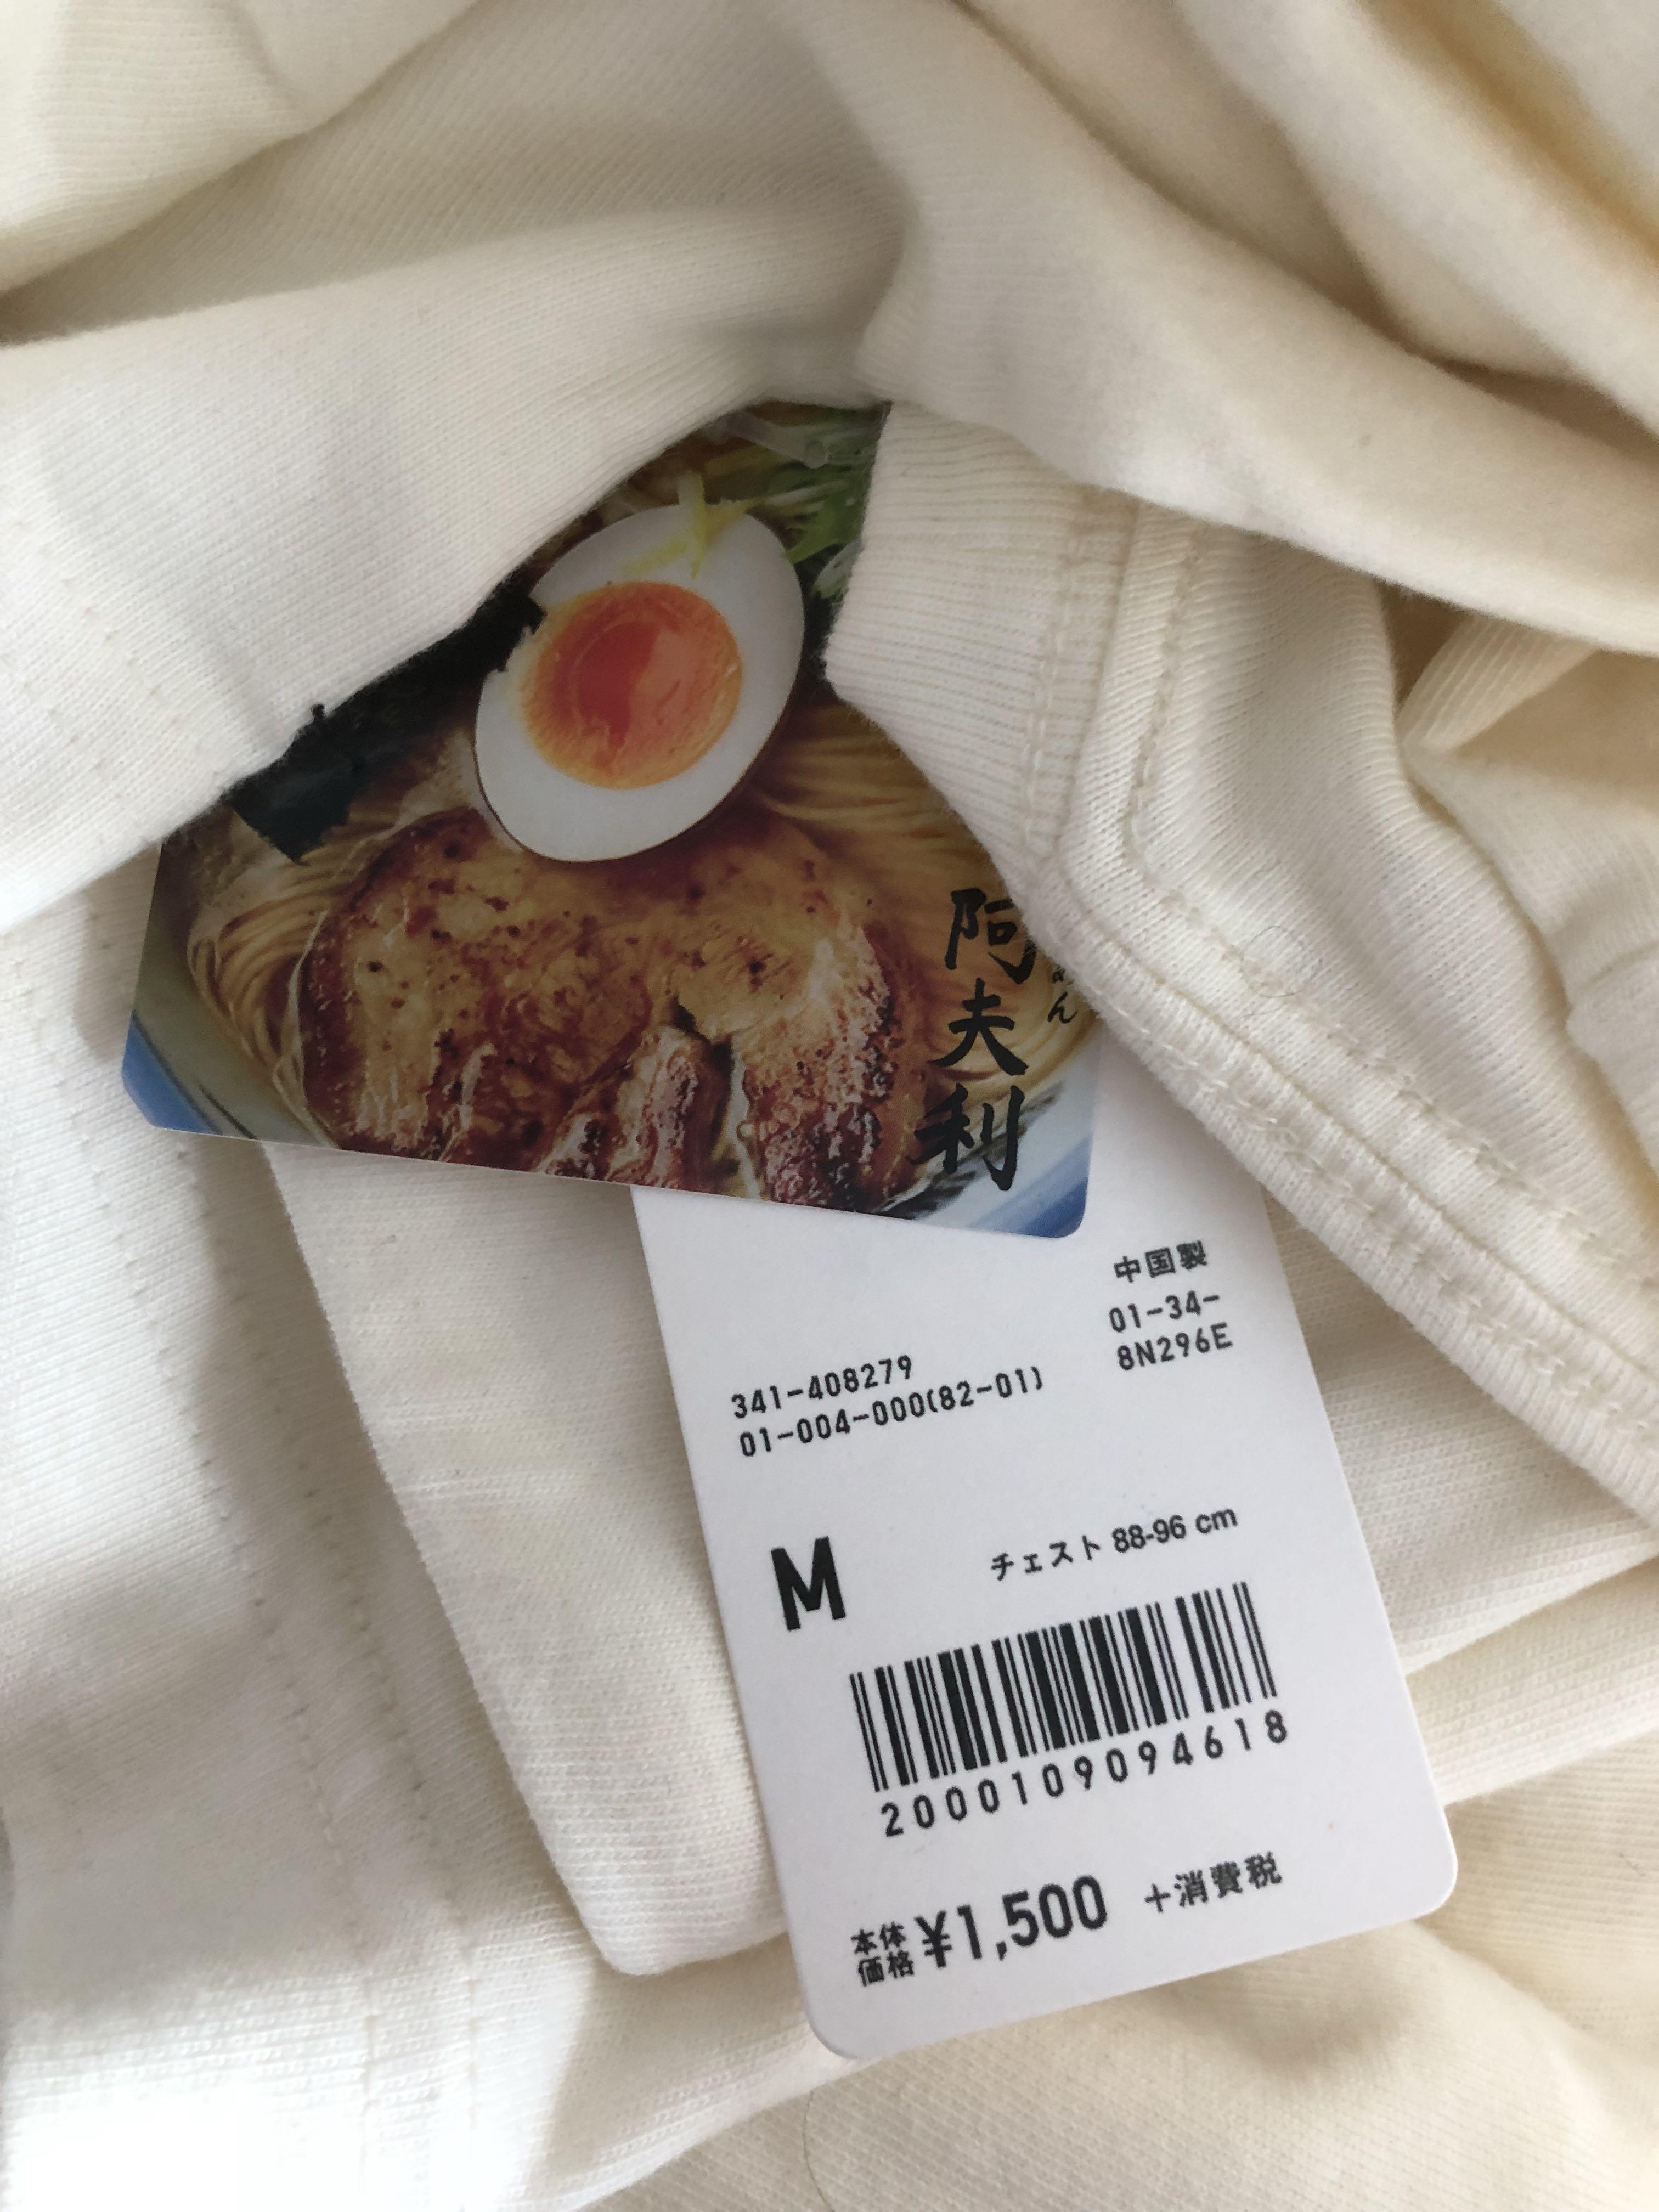 阿夫利
中国製
01-34-
8N296E
341-408279
01-004-000(82-01)
M
チェスト 88-96 cm
2000109094618
本体
価格 ¥1,500 +消費税